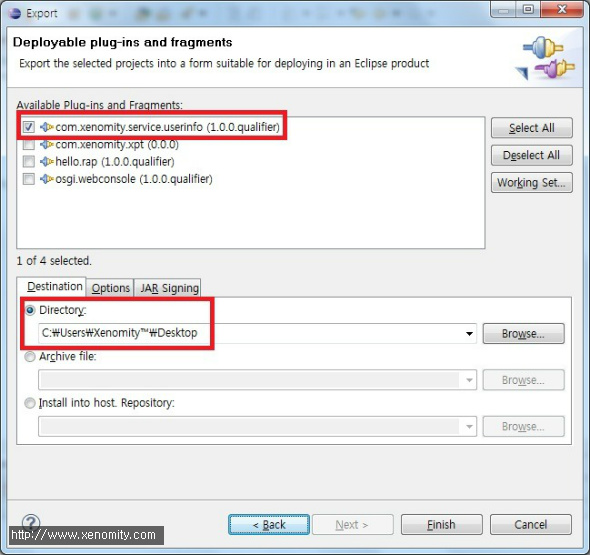 Export
Deployable plug-ins and fragments
Export the selected projects into a form suitable for deploying in an Eclipse product
Available Plug-ins and Fragments:
com.xenomity.service.userinfo (1.0.0.qualifier)
com.xenomity.xpt (0.0.0)
hello.rap (1.0.0.qualifier)
osgi.webconsole (1.0.0.qualifier)
Select All
Deselect All
Working Set...
1 of 4 selected.
Destination Options JAR Signing
Directory:
C:₩Users₩Xenomity™₩Desktop
Browse...
Archive file:
Browse...
Install into host. Repository:
Browse...
?
< Back Next > Finish Cancel
http://www.xenomity.com